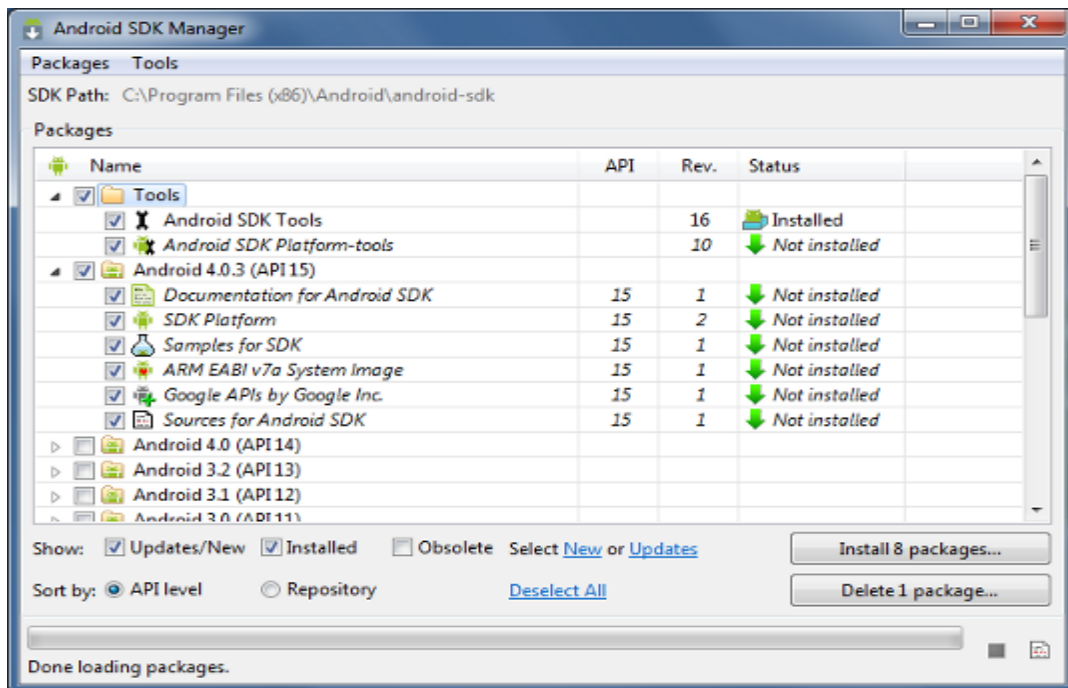 Android SDK Manager
Packages Tools
SDK Path: C:\Program Files (x86)\Android\android-sdk
Packages
Name API Rev. Status
Tools
Android SDK Tools 16 Installed
Android SDK Platform-tools 10 Not installed
Android 4.0.3 (API 15)
Documentation for Android SDK 15 1 Not installed
SDK Platform 15 2 Not installed
Samples for SDK 15 1 Not installed
ARM EABI v7a System Image 15 1 Not installed
Google APIs by Google Inc. 15 1 Not installed
Sources for Android SDK 15 1 Not installed
Android 4.0 (API 14)
Android 3.2 (API 13)
Android 3.1 (API 12)
Android 3.0 (API 11)
Show: Updates/New Installed Obsolete Select New or Updates Install 8 packages...
Sort by: API level Repository Deselect All Delete 1 package...
Done loading packages.